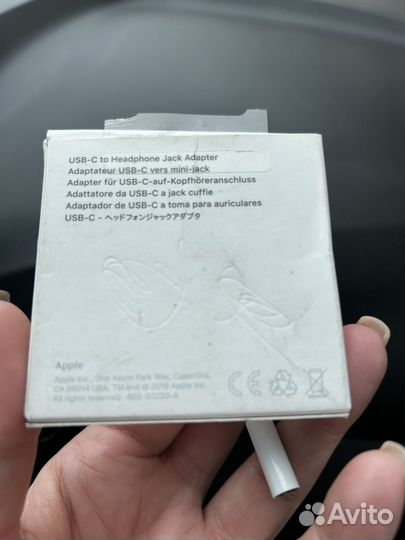 USB-C to Headphone Jack Adapter
Adaptateur USB-C vers mini-jack
Adapter für USB-C-auf-Kopfhöreranschluss
Adattatore da USB-C a jack cuffie
Adaptador de USB-C a toma para auriculares
USB-C - ヘッドフォンジャックアダプタ
Apple
Apple Inc., One Apple Park Way, Cupertino,
CA 95014 USA. TM and © 2018 Apple Inc.
All rights reserved. 602-03220-A
CE
Avito